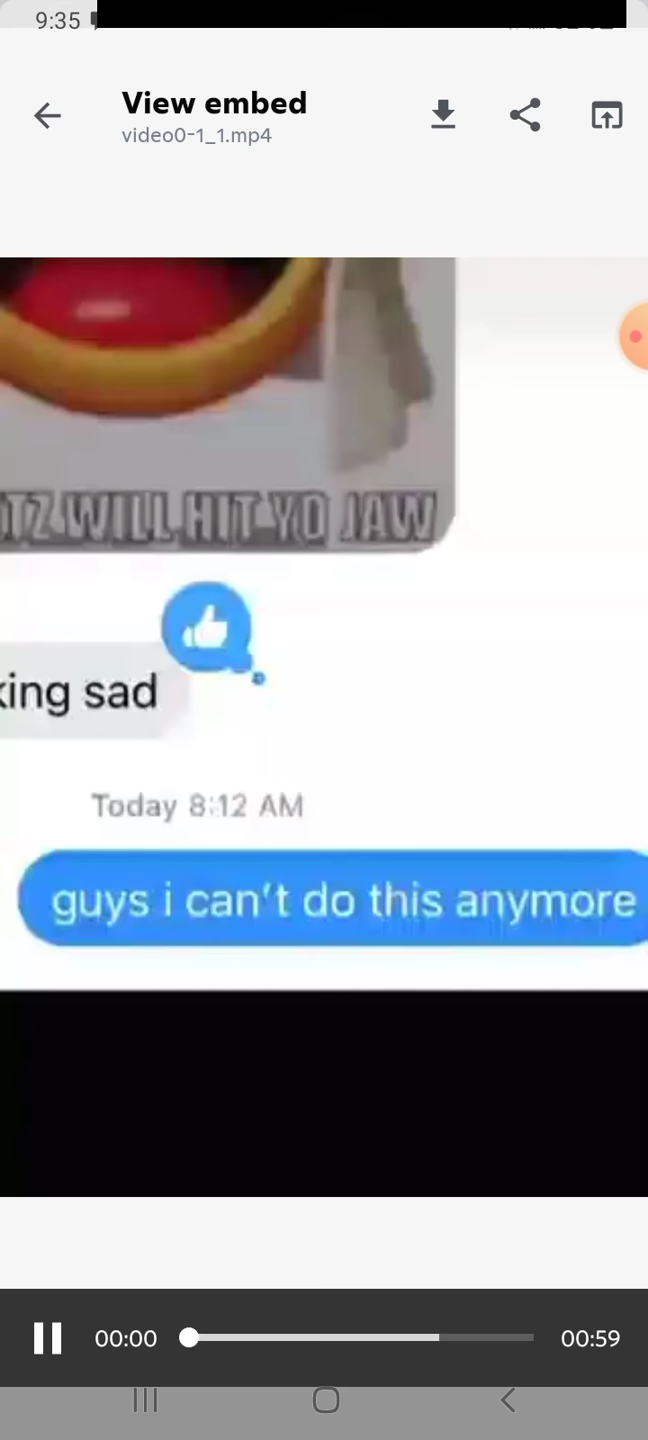 9:35
View embed
video0-1_1.mp4
WILL HIT YO JAW
sad
Today 8:12 AM
guys i can't do this anymore
00:00
00:59